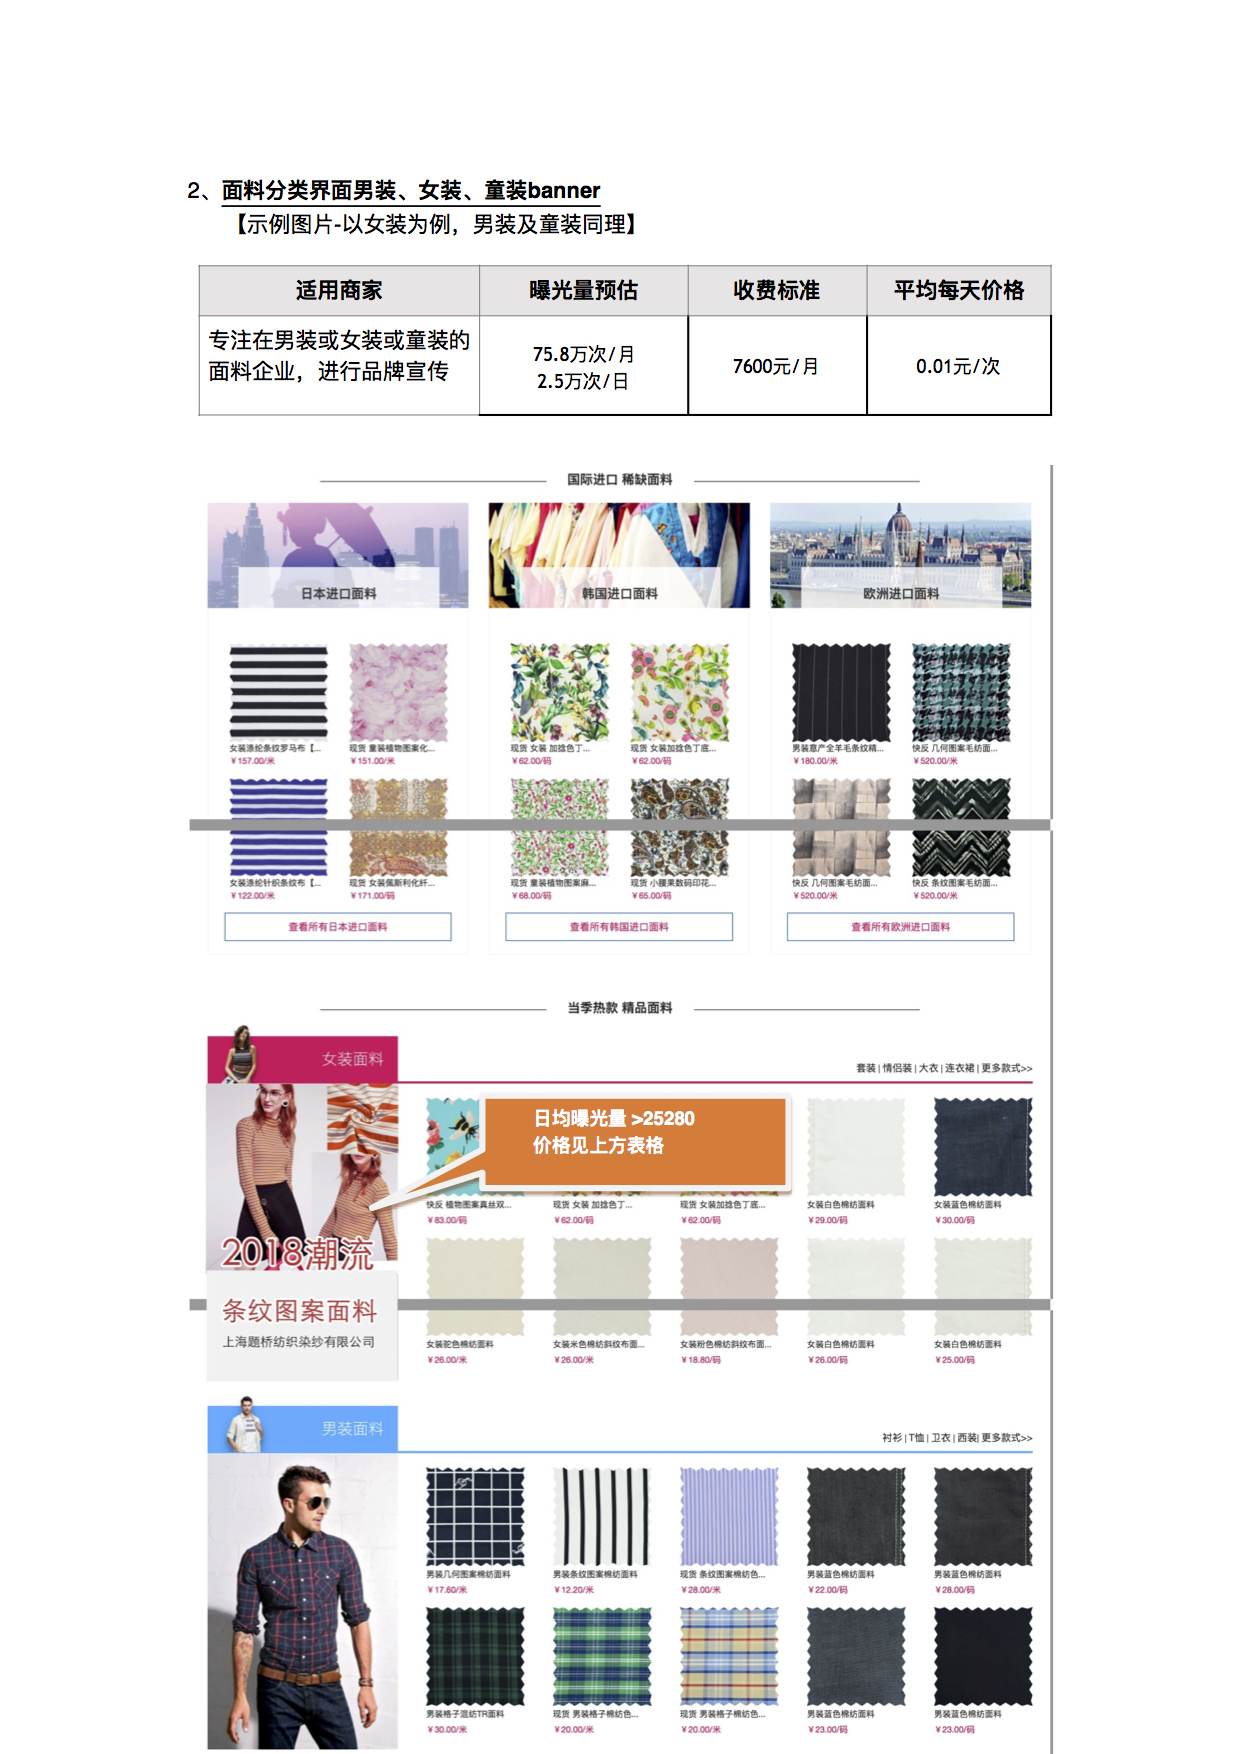 2、面料分类界面男装、女装、童装banner
【示例图片-以女装为例，男装及童装同理】
适用商家 曝光量预估 收费标准 平均每天价格
专注在男装或女装或童装的
面料企业，进行品牌宣传
75.8万次/月
2.5万次/日
7600元/月
0.01元/次
国际进口 稀缺面料
日本进口面料 韩国进口面料 欧洲进口面料
女装涤纶条纹罗马布【... 现货 童装植物图案化... 现货 女装 加捻色丁... 现货 女装加捻色丁底... 男装意产全羊毛条纹精... 快反 几何图案毛纺面...
￥157.00/米 ￥151.00/米 ￥62.00/码 ￥62.00/码 ￥180.00/米 ￥520.00/米
女装涤纶针织条纹布【... 现货 女装佩斯利化纤... 现货 童装植物图案麻... 现货 小腰果数码印花... 快反 几何图案毛纺面... 快反 条纹图案毛纺面...
￥122.00/米 ￥171.00/码 ￥68.00/码 ￥65.00/码 ￥520.00/米 ￥520.00/米
查看所有日本进口面料 查看所有韩国进口面料 查看所有欧洲进口面料
当季热款 精品面料
女装面料
套装 | 情侣装 | 大衣 | 连衣裙 | 更多款式>>
日均曝光量 >25280
价格见上方表格
快反 植物图案真丝双... 现货 女装 加捻色丁... 现货 女装加捻色丁底... 女装白色棉纺面料 女装蓝色棉纺面料
￥83.00/码 ￥62.00/码 ￥62.00/码 ￥29.00/码 ￥30.00/码
2018潮流
条纹图案面料
上海题桥纺织染纱有限公司
女装驼色棉纺面料 女装米色棉纺斜纹布面... 女装粉色棉纺斜纹布面... 女装白色棉纺面料 女装白色棉纺面料
￥26.00/米 ￥26.00/米 ￥18.80/码 ￥26.00/码 ￥25.00/码
男装面料
衬衫 | T恤 | 卫衣 | 西装| 更多款式>>
男装几何图案棉纺面料 男装条纹图案棉纺面料 现货 条纹图案棉纺色... 男装蓝色棉纺面料 男装蓝色棉纺面料
￥17.60/米 ￥12.20/米 ￥28.00/米 ￥22.00/码 ￥28.00/码
男装格子混纺TR面料 现货 男装格子棉纺色... 现货 男装格子棉纺色... 男装蓝色棉纺面料 男装蓝色棉纺面料
￥30.00/米 ￥20.00/米 ￥20.00/米 ￥23.00/码 ￥23.00/码